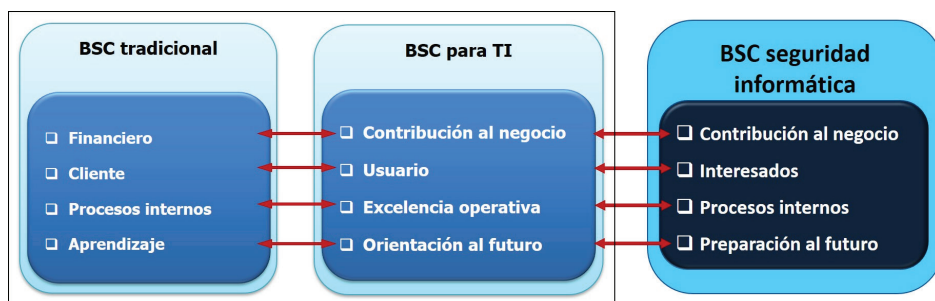 BSC tradicional
Financiero
Cliente
Procesos internos
Aprendizaje
BSC para TI
Contribución al negocio
Usuario
Excelencia operativa
Orientación al futuro
BSC seguridad
informática
Contribución al negocio
Interesados
Procesos internos
Preparación al futuro